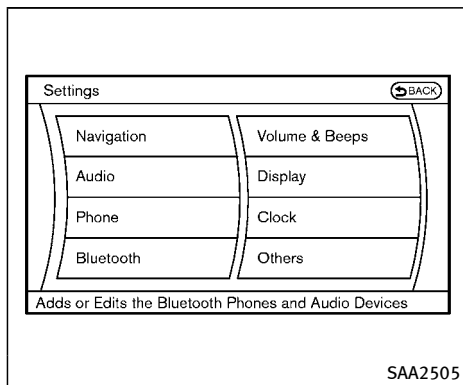 Settings
BACK
Navigation
Volume & Beeps
Audio
Display
Phone
Clock
Bluetooth
Others
Adds or Edits the Bluetooth Phones and Audio Devices
SAA2505